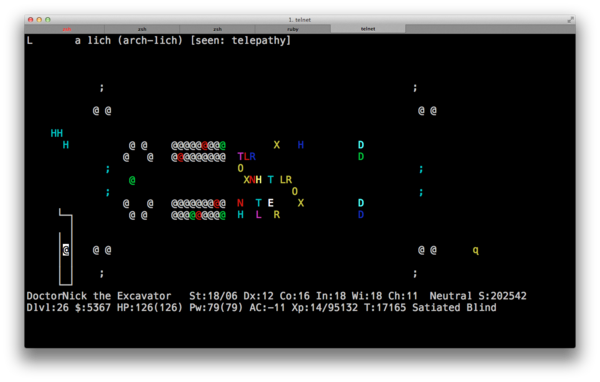 1. telnet
zsh zsh zsh ruby telnet
L a lich (arch-lich) [seen: telepathy]
; ;
@ @ @ @
HH
H @ @ @@@@@@@@@ X H D
@ @ @@@@@@@@@ TLR D
; O ;
@ XNH T LR
; O ;
@ @ @@@@@@@@@ N T E X D
@ @ @@@@@@@@@ H L R D
@ @ @ @ @ q
; ;
DoctorNick the Excavator St:18/06 Dx:12 Co:16 In:18 Wi:18 Ch:11 Neutral S:202542
Dlvl:26 $:5367 HP:126(126) Pw:79(79) AC:-11 Xp:14/95132 T:17165 Satiated Blind